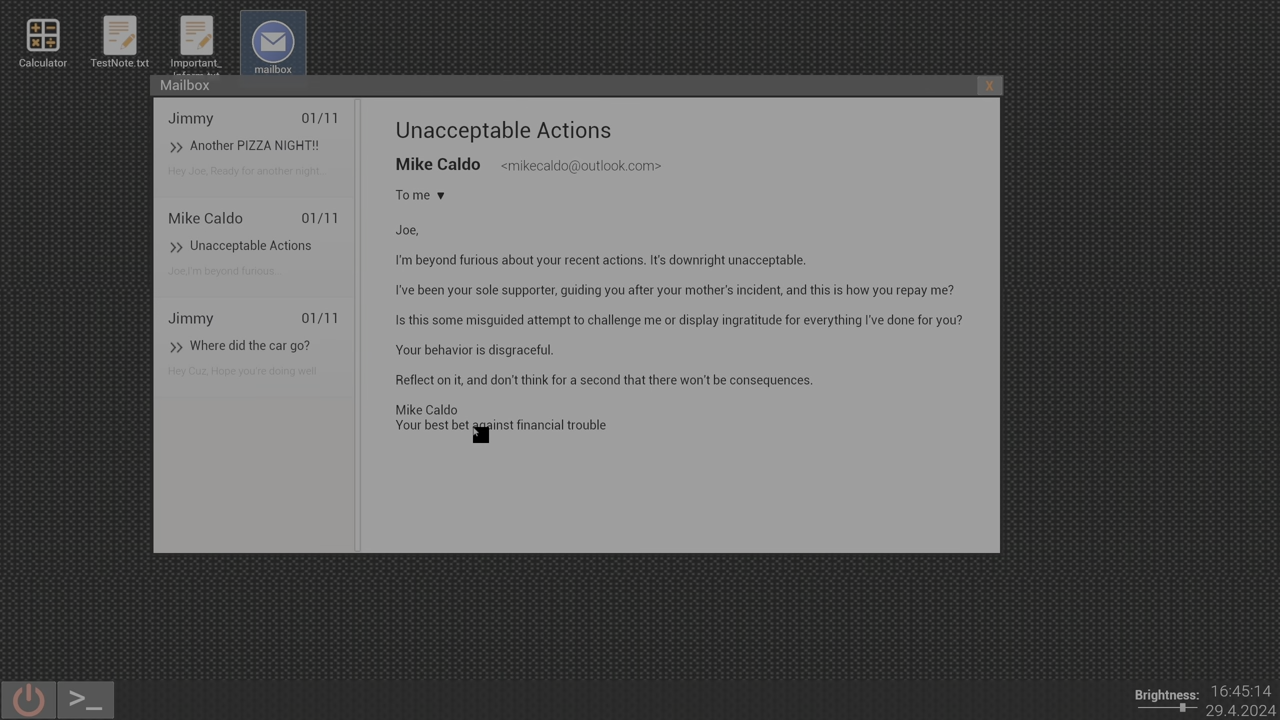 Calculator
TestNote.txt
Important_
mailbox
Mailbox
X
Jimmy 01/11
Another PIZZA NIGHT!!
Hey Joe, Ready for another night...
Mike Caldo 01/11
Unacceptable Actions
Joe,I'm beyond furious
Jimmy 01/11
Where did the car go?
Hey Cuz, Hope you're doing well
Unacceptable Actions
Mike Caldo <mikecaldo@outlook.com>
To me ▼
Joe,
I'm beyond furious about your recent actions. It's downright unacceptable.
I've been your sole supporter, guiding you after your mother's incident, and this is how you repay me?
Is this some misguided attempt to challenge me or display ingratitude for everything I've done for you?
Your behavior is disgraceful.
Reflect on it, and don't think for a second that there won't be consequences.
Mike Caldo
Your best bet against financial trouble
>_
Brightness:
16:45:14
29.4.2024